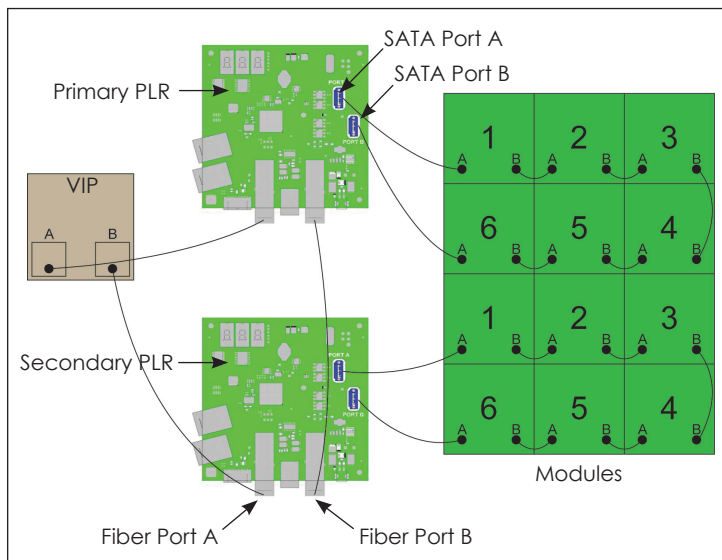 SATA Port A
SATA Port B
Primary PLR
PORT A
PORT B
VIP
A B
1 2 3
A B A B A B
6 5 4
A B A B A B
Secondary PLR
PORT A
PORT B
1 2 3
A B A B A B
6 5 4
A B A B A B
Modules
Fiber Port A
Fiber Port B